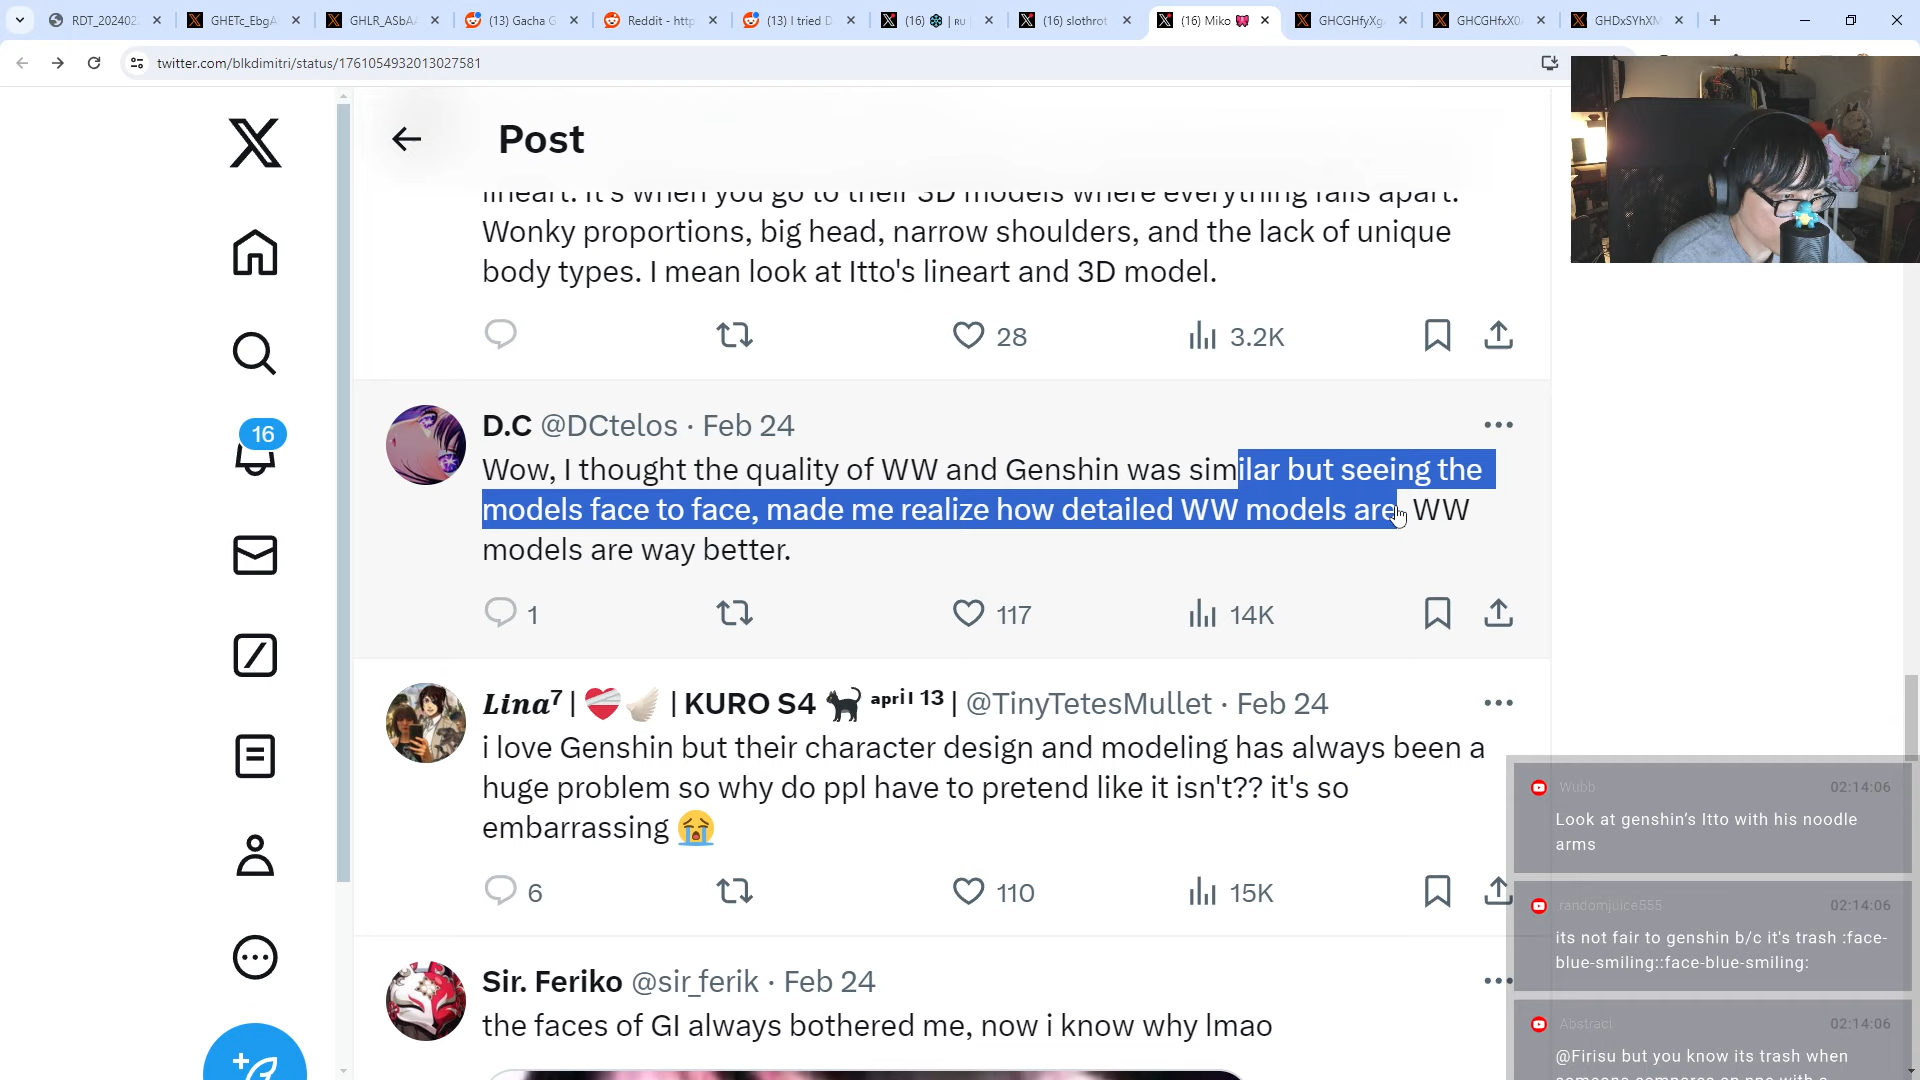 RDT_202402
GHETc_EbgA
GHLR_ASbAA
(13) Gacha G
Reddit - http
(13) I tried D
(16) | RU
(16) slothrot
(16) Miko
GHCGHfyXg
GHCGHfxX0
GHDxSYhXM
twitter.com/blkdimitri/status/1761054932013027581
Post
lineart. It's when you go to their 3D models where everything falls apart.
Wonky proportions, big head, narrow shoulders, and the lack of unique
body types. I mean look at Itto's lineart and 3D model.
28
3.2K
D.C @DCtelos · Feb 24
Wow, I thought the quality of WW and Genshin was similar but seeing the
models face to face, made me realize how detailed WW models are. WW
models are way better.
1
117
14K
Lina⁷ | ❤️‍🩹🪽 | KURO S4 🐈‍⬛ ᵃᵖʳⁱˡ ¹³ | @TinyTetesMullet · Feb 24
i love Genshin but their character design and modeling has always been a
huge problem so why do ppl have to pretend like it isn't?? it's so
embarrassing 😭
6
110
15K
Sir. Feriko @sir_ferik · Feb 24
the faces of GI always bothered me, now i know why lmao
16
Wubb 02:14:06
Look at genshin's Itto with his noodle
arms
randomjuice555 02:14:06
its not fair to genshin b/c it's trash :face-
blue-smiling::face-blue-smiling:
Abstract 02:14:06
@Firisu but you know its trash when